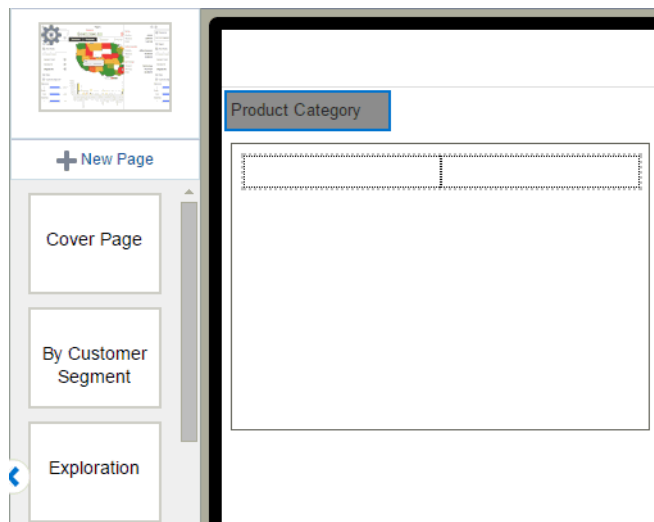 New Page
Cover Page
By Customer
Segment
Exploration
Product Category